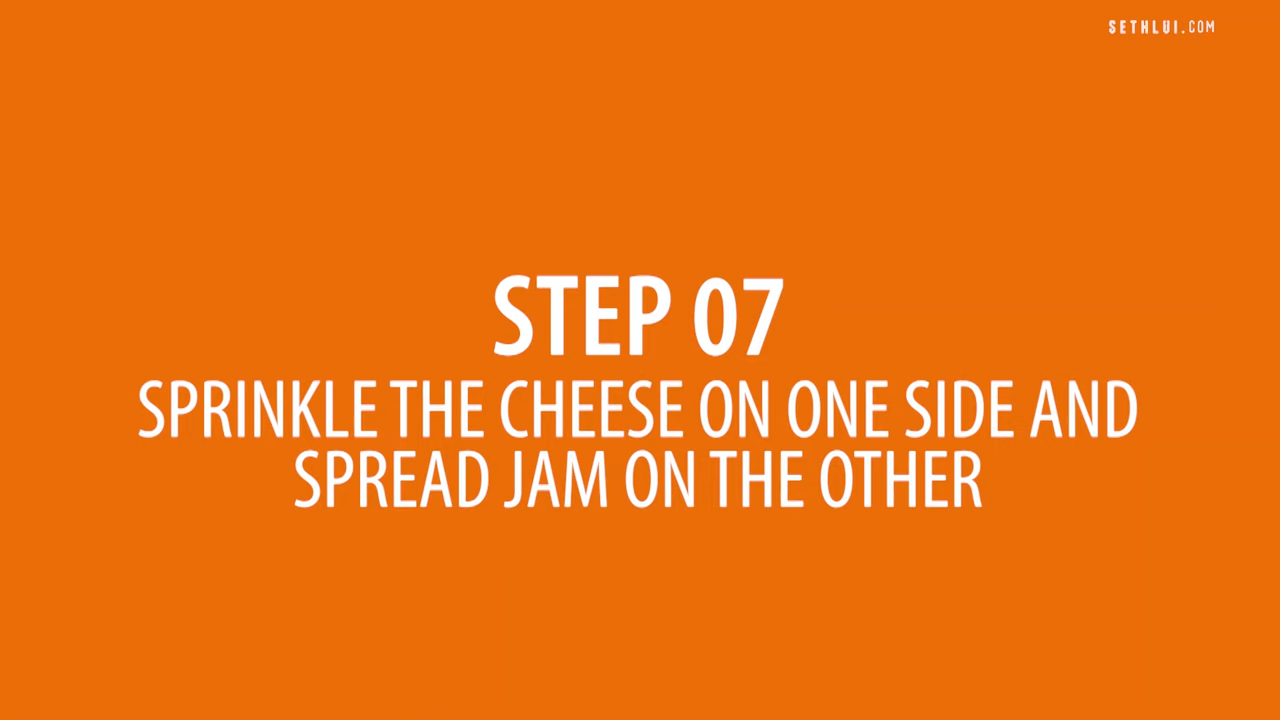 SETHLUI.COM
STEP 07
SPRINKLE THE CHEESE ON ONE SIDE AND
SPREAD JAM ON THE OTHER